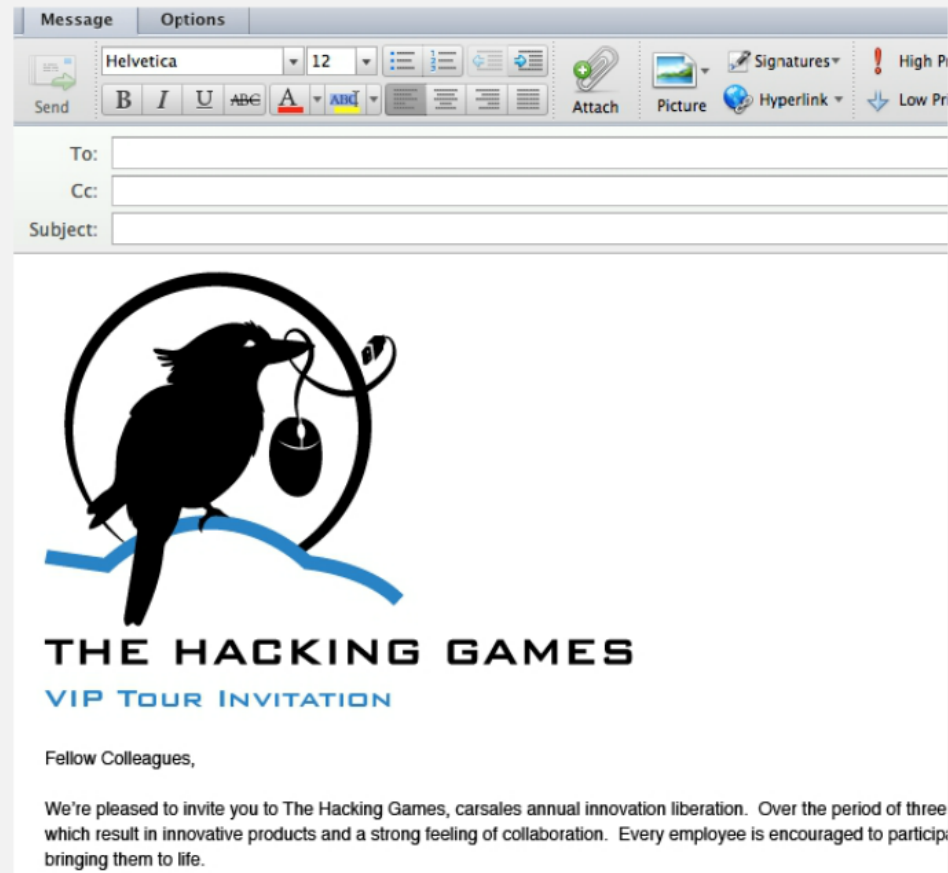 Message Options
Helvetica 12 Signatures High Pr
Send B I U ABC A ABC Attach Picture Hyperlink Low Pri
To:
Cc:
Subject:
THE HACKING GAMES
VIP TOUR INVITATION
Fellow Colleagues,
We're pleased to invite you to The Hacking Games, carsales annual innovation liberation. Over the period of three
which result in innovative products and a strong feeling of collaboration. Every employee is encouraged to participa
bringing them to life.